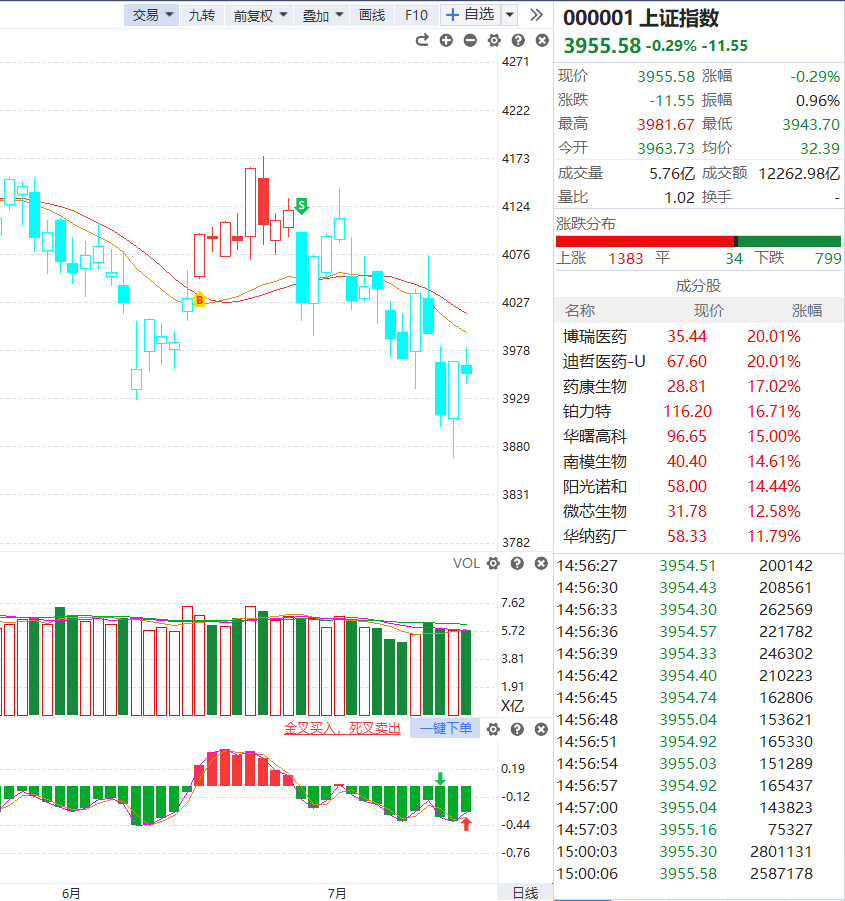 交易 九转 前复权 叠加 画线 F10 + 自选
000001 上证指数
3955.58 -0.29% -11.55
现价 3955.58 涨幅 -0.29%
涨跌 -11.55 振幅 0.96%
最高 3981.67 最低 3943.70
今开 3963.73 均价 32.39
成交量 5.76亿 成交额 12262.98亿
量比 1.02 换手 -
涨跌分布
上涨 1383 平 34 下跌 799
成分股
名称 现价 涨幅
博瑞医药 35.44 20.01%
迪哲医药-U 67.60 20.01%
药康生物 28.81 17.02%
铂力特 116.20 16.71%
华曙高科 96.65 15.00%
南模生物 40.40 14.61%
阳光诺和 58.00 14.44%
微芯生物 31.78 12.58%
华纳药厂 58.33 11.79%
14:56:27 3954.51 200142
14:56:30 3954.43 208561
14:56:33 3954.30 262569
14:56:36 3954.57 221782
14:56:39 3954.33 246302
14:56:42 3954.40 210223
14:56:45 3954.74 162806
14:56:48 3955.04 153621
14:56:51 3954.92 165330
14:56:54 3955.03 151289
14:56:57 3954.92 165437
14:57:00 3955.04 143823
14:57:03 3955.16 75327
15:00:03 3955.30 2801131
15:00:06 3955.58 2587178
4271
4222
4173
4124
4076
4027
3978
3929
3880
3831
3782
S
B
VOL
7.62
5.72
3.81
1.91
X亿
金叉买入，死叉卖出 一键下单
0.19
-0.12
-0.44
-0.76
6月 7月 日线